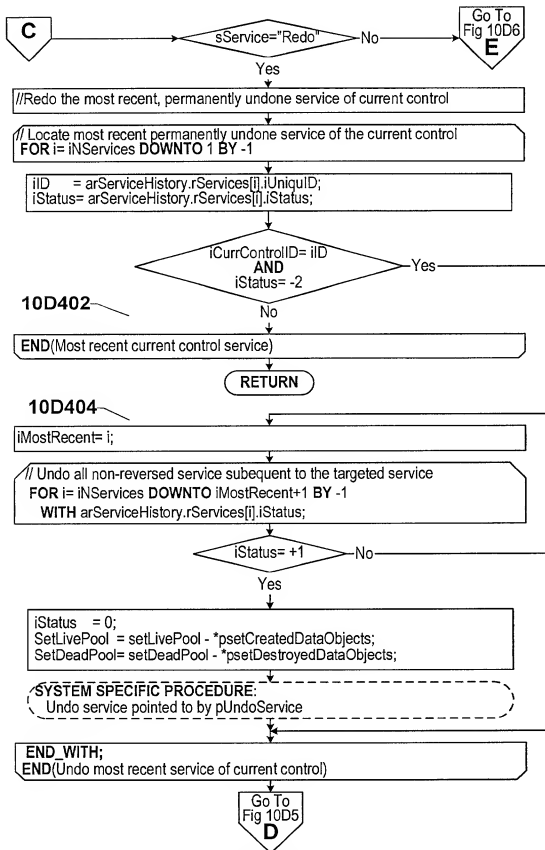 C
sService="Redo"
No
Go To
Fig 10D6
E
Yes
//Redo the most recent, permanently undone service of current control
// Locate most recent permanently undone service of the current control
FOR i= iNServices DOWNTO 1 BY -1
iID = arServiceHistory.rServices[i].iUniquID;
iStatus= arServiceHistory.rServices[i].iStatus;
iCurrControlID= iID
AND
iStatus= -2
Yes
No
10D402
END(Most recent current control service)
RETURN
10D404
iMostRecent= i;
// Undo all non-reversed service subequent to the targeted service
FOR i= iNServices DOWNTO iMostRecent+1 BY -1
WITH arServiceHistory.rServices[i].iStatus;
iStatus= +1
No
Yes
iStatus = 0;
SetLivePool = setLivePool - *psetCreatedDataObjects;
SetDeadPool= setDeadPool - *psetDestroyedDataObjects;
SYSTEM SPECIFIC PROCEDURE:
Undo service pointed to by pUndoService
END_WITH;
END(Undo most recent service of current control)
Go To
Fig 10D5
D